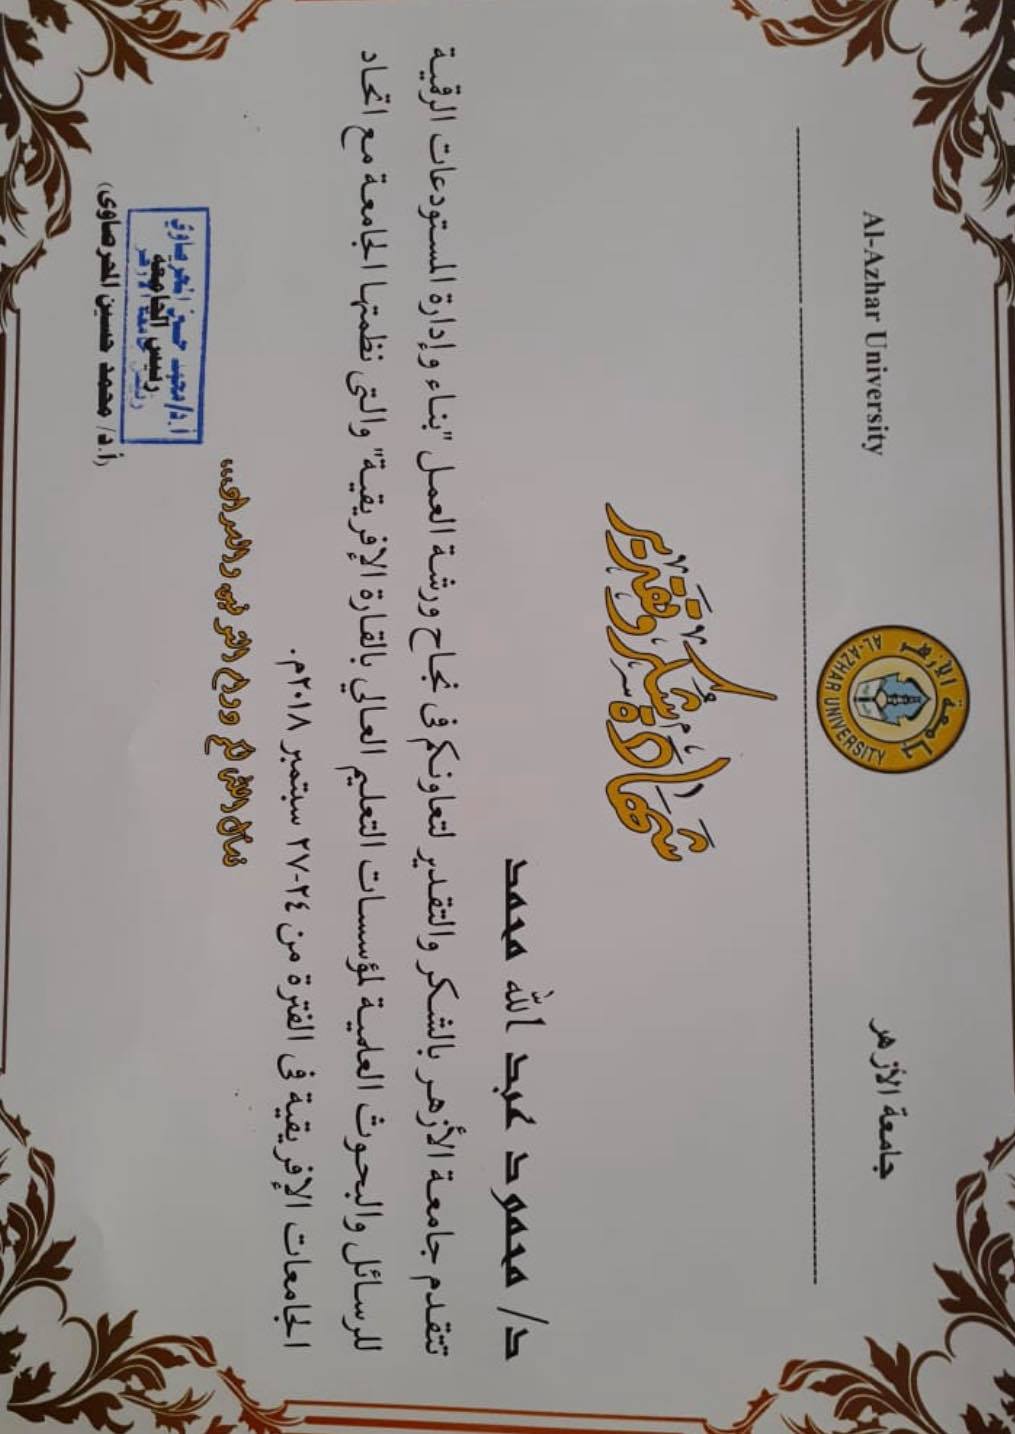 جامعة الأزهر
Al-Azhar University
جامعة الأزهر
AL-AZHAR UNIVERSITY
شهادة شكر وتقدير
د/ محمود عبد الله محمد
تتقدم جامعة الأزهر بالشكر والتقدير لتعاونكم فى نجاح ورشة العمل "بناء وإدارة المستودعات الرقمية
للرسائل والبحوث العلمية لمؤسسات التعليم العالي بالقارة الإفريقية" والتى نظمتها الجامعة مع اتحاد
الجامعات الإفريقية فى الفترة من ٢٤-٢٧ سبتمبر ٢٠١٨م.
نسأل الله لكم دوام التوفيق والسداد،،،
أ.د/محمد حسين المحرصاوي
رئيس الجامعة
رئيس جامعة الأزهر
(أ.د/ محمد حسين المحرصاوى)